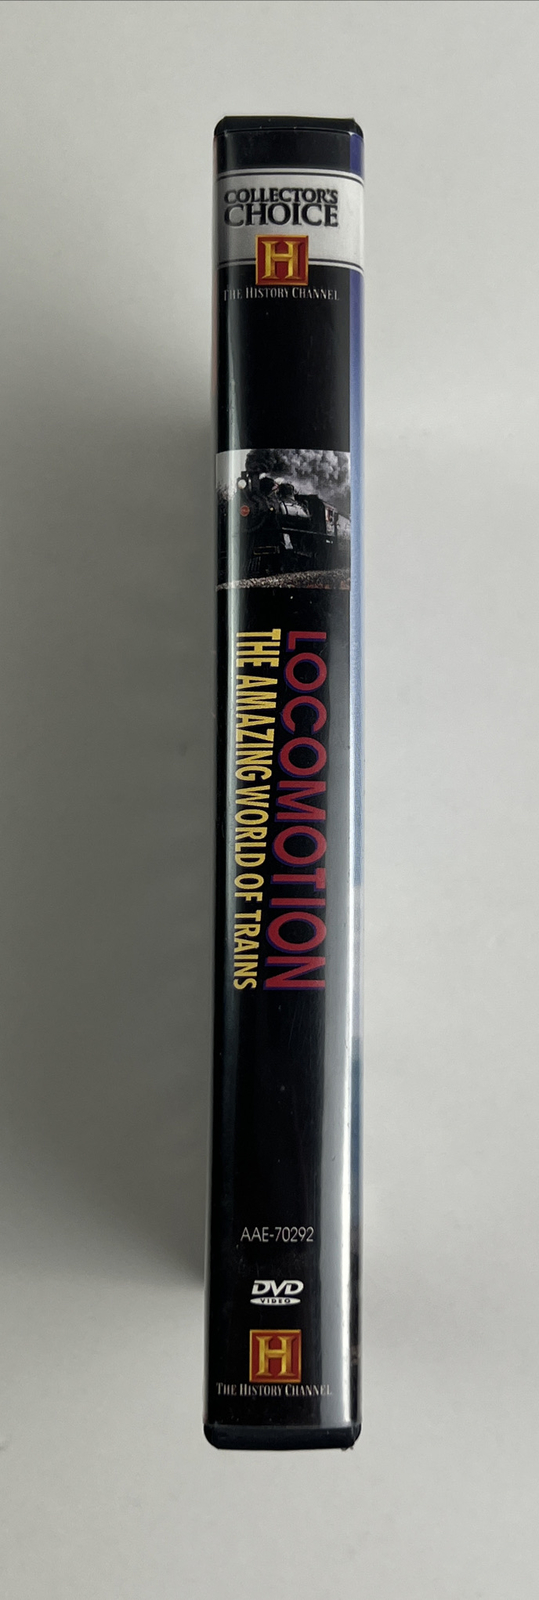 COLLECTOR'S
CHOICE
H
THE HISTORY CHANNEL
LOCOMOTION
THE AMAZING WORLD OF TRAINS
AAE-70292
DVD
VIDEO
H
THE HISTORY CHANNEL